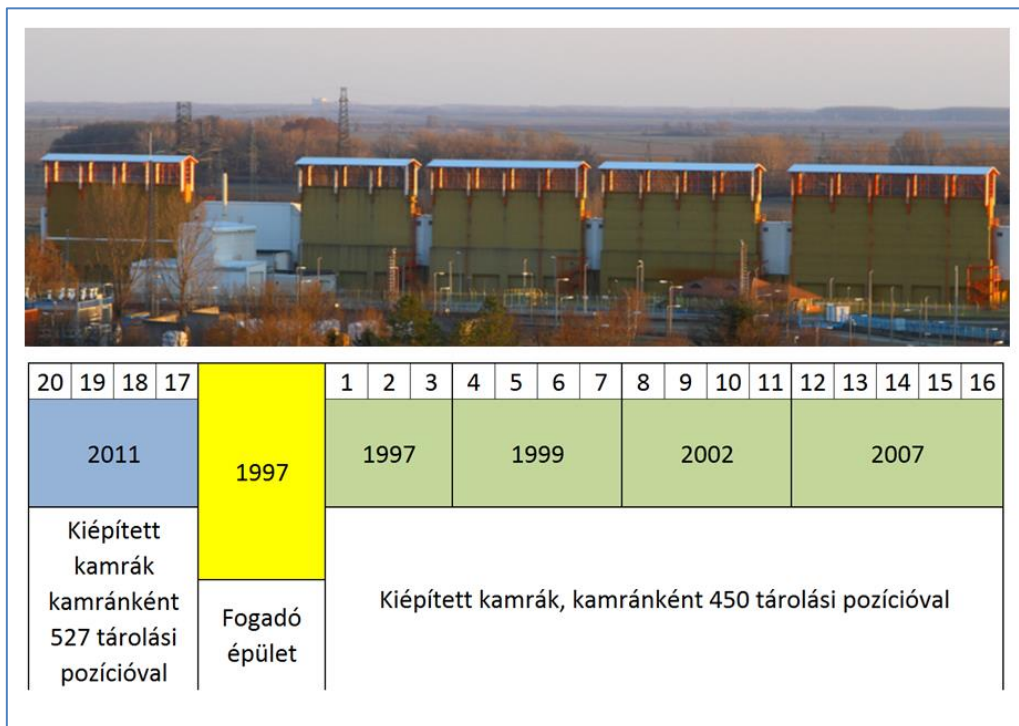 20 19 18 17 1 2 3 4 5 6 7 8 9 10 11 12 13 14 15 16
2011 1997 1997 1999 2002 2007
Kiépített
kamrák
kamránként
527 tárolási
pozícióval
Fogadó
épület
Kiépített kamrák, kamránként 450 tárolási pozícióval